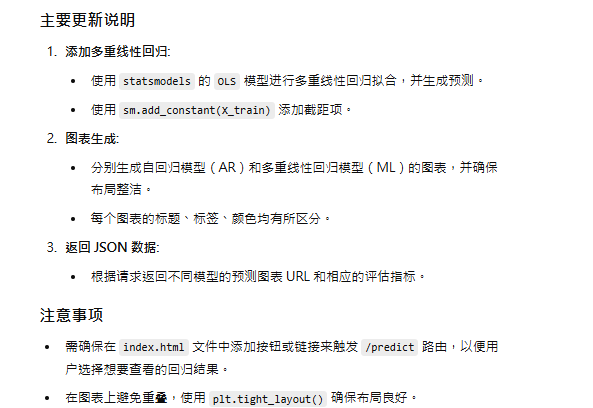 主要更新说明
1. 添加多重线性回归:
• 使用 statsmodels 的 OLS 模型进行多重线性回归拟合，并生成预测。
• 使用 sm.add_constant(X_train) 添加截距项。
2. 图表生成:
• 分别生成自回归模型（AR）和多重线性回归模型（ML）的图表，并确保
布局整洁。
• 每个图表的标题、标签、颜色均有所区分。
3. 返回 JSON 数据:
• 根据请求返回不同模型的预测图表 URL 和相应的评估指标。
注意事项
• 需确保在 index.html 文件中添加按钮或链接来触发 /predict 路由，以便用
户选择想要查看的回归结果。
• 在图表上避免重叠，使用 plt.tight_layout() 确保布局良好。